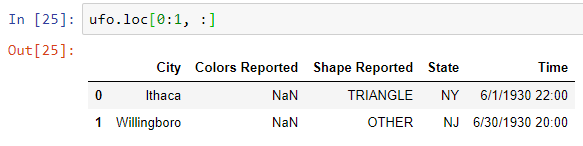 In [25]: ufo.loc[0:1, :]
Out[25]:
City Colors Reported Shape Reported State Time
0 Ithaca NaN TRIANGLE NY 6/1/1930 22:00
1 Willingboro NaN OTHER NJ 6/30/1930 20:00